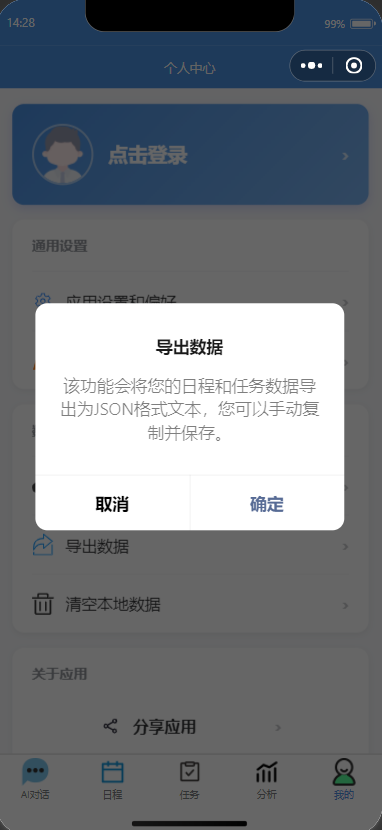 14:28
99%
个人中心
点击登录
通用设置
应用设置和偏好
导出数据
该功能会将您的日程和任务数据导
出为JSON格式文本，您可以手动复
制并保存。
取消
确定
导出数据
清空本地数据
关于应用
分享应用
AI对话
日程
任务
分析
我的